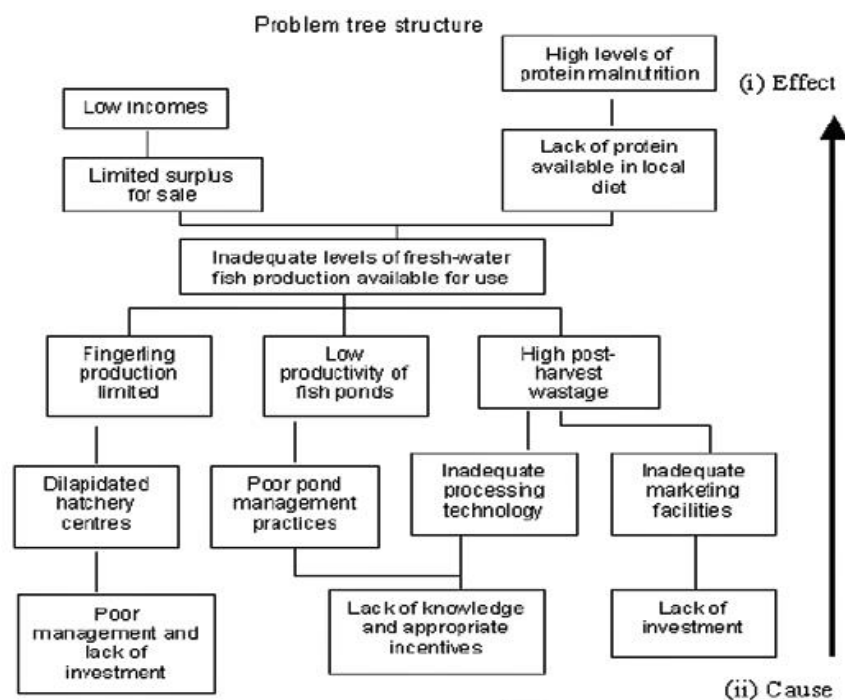 Problem tree structure
High levels of
protein malnutrition
(i) Effect
Low incomes
Lack of protein
available in local
diet
Limited surplus
for sale
Inadequate levels of fresh-water
fish production available for use
Fingerling
production
limited
Low
productivity of
fish ponds
High post-
harvest
wastage
Dilapidated
hatchery
centres
Poor pond
management
practices
Inadequate
processing
technology
Inadequate
marketing
facilities
Poor
management and
lack of
investment
Lack of knowledge
and appropriate
incentives
Lack of
investment
(ii) Cause